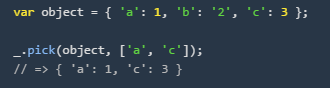 var object = { 'a': 1, 'b': '2', 'c': 3 };
_.pick(object, ['a', 'c']);
// => { 'a': 1, 'c': 3 }